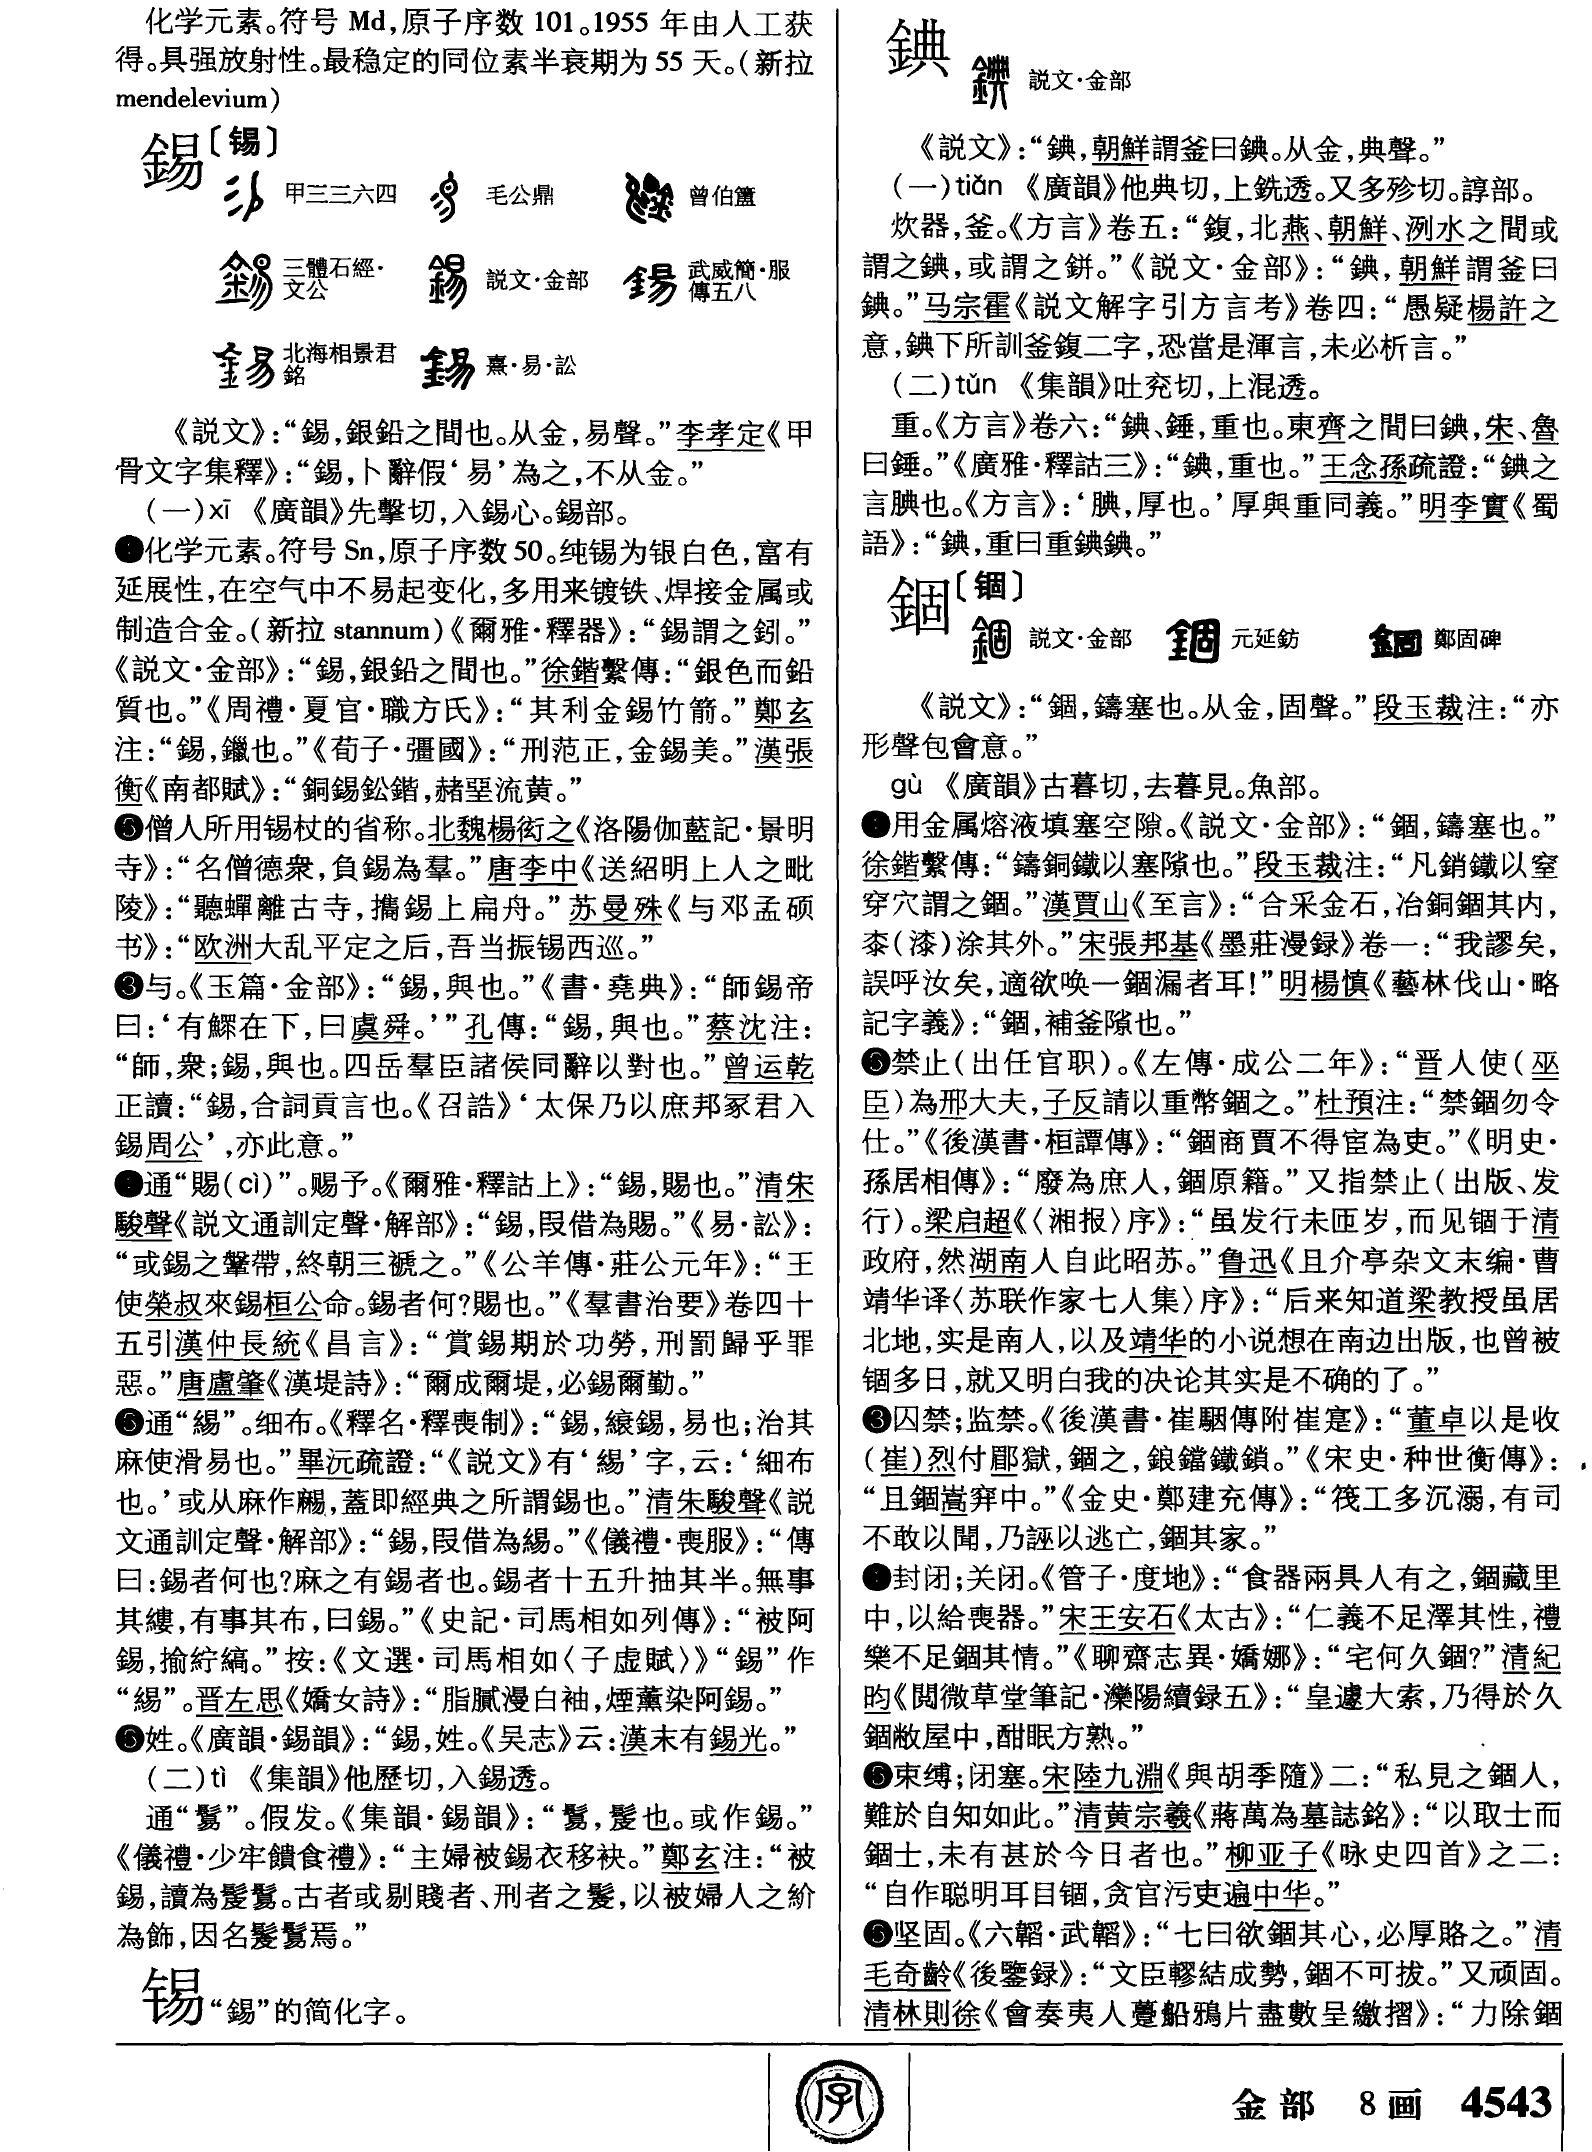 化学元素。符号 Md,原子序数 101。1955 年由人工获
得。具强放射性。最稳定的同位素半衰期为 55 天。(新拉
mendelevium)
錫〔锡〕
甲三三六四 毛公鼎 曾伯簠
三體石經·文公 説文·金部 武威簡·服傳五八
北海相景君銘 熹·易·訟
《説文》:“錫,銀鉛之間也。从金,易聲。”李孝定《甲
骨文字集釋》:“錫,卜辭假‘易’為之,不从金。”
(一)xī 《廣韻》先擊切,入錫心。錫部。
❶化学元素。符号 Sn,原子序数 50。纯锡为银白色,富有
延展性,在空气中不易起变化,多用来镀铁、焊接金属或
制造合金。(新拉 stannum)《爾雅·釋器》:“錫謂之鈏。”
《説文·金部》:“錫,銀鉛之間也。”徐鍇繫傳:“銀色而鉛
質也。”《周禮·夏官·職方氏》:“其利金錫竹箭。”鄭玄
注:“錫,鑞也。”《荀子·彊國》:“刑范正,金錫美。”漢張
衡《南都賦》:“銅錫鈆鍇,赭堊流黄。”
❷僧人所用锡杖的省称。北魏楊衒之《洛陽伽藍記·景明
寺》:“名僧德衆,負錫為羣。”唐李中《送紹明上人之毗
陵》:“聽蟬離古寺,攜錫上扁舟。”苏曼殊《与邓孟硕
书》:“欧洲大乱平定之后,吾当振锡西巡。”
❸与。《玉篇·金部》:“錫,與也。”《書·堯典》:“師錫帝
曰:‘有鰥在下,曰虞舜。’”孔傳:“錫,與也。”蔡沈注:
“師,衆;錫,與也。四岳羣臣諸侯同辭以對也。”曾运乾
正讀:“錫,合詞貢言也。《召誥》‘太保乃以庶邦冢君入
錫周公’,亦此意。”
❹通“賜(cì)”。赐予。《爾雅·釋詁上》:“錫,賜也。”清朱
駿聲《説文通訓定聲·解部》:“錫,叚借為賜。”《易·訟》:
“或錫之鞶帶,終朝三褫之。”《公羊傳·莊公元年》:“王
使榮叔來錫桓公命。錫者何?賜也。”《羣書治要》卷四十
五引漢仲長統《昌言》:“賞錫期於功勞,刑罰歸乎罪
惡。”唐盧肇《漢堤詩》:“爾成爾堤,必錫爾勤。”
❺通“緆”。细布。《釋名·釋喪制》:“錫,縗錫,易也;治其
麻使滑易也。”畢沅疏證:“《説文》有‘緆’字,云:‘細布
也。’或从麻作䴝,蓋即經典之所謂錫也。”清朱駿聲《説
文通訓定聲·解部》:“錫,叚借為緆。”《儀禮·喪服》:“傳
曰:錫者何也?麻之有錫者也。錫者十五升抽其半。無事
其縷,有事其布,曰錫。”《史記·司馬相如列傳》:“被阿
錫,揄紵縞。”按:《文選·司馬相如〈子虚賦〉》“錫”作
“緆”。晋左思《嬌女詩》:“脂膩漫白袖,煙薰染阿錫。”
❻姓。《廣韻·錫韻》:“錫,姓。《吴志》云:漢末有錫光。”
(二)tì 《集韻》他歷切,入錫透。
通“鬄”。假发。《集韻·錫韻》:“鬄,髲也。或作錫。”
《儀禮·少牢饋食禮》:“主婦被錫衣移袂。”鄭玄注:“被
錫,讀為髲鬄。古者或剔賤者、刑者之髮,以被婦人之紒
為飾,因名髲鬄焉。”
锡 “錫”的简化字。
錪
説文·金部
《説文》:“錪,朝鮮謂釜曰錪。从金,典聲。”
(一)tiǎn 《廣韻》他典切,上銑透。又多殄切。諄部。
炊器,釜。《方言》卷五:“鍑,北燕、朝鮮、洌水之間或
謂之錪,或謂之鉼。”《説文·金部》:“錪,朝鮮謂釜曰
錪。”马宗霍《説文解字引方言考》卷四:“愚疑楊許之
意,錪下所訓釜鍑二字,恐當是渾言,未必析言。”
(二)tǔn 《集韻》吐兖切,上混透。
重。《方言》卷六:“錪、錘,重也。東齊之間曰錪,宋、魯
曰錘。”《廣雅·釋詁三》:“錪,重也。”王念孫疏證:“錪之
言腆也。《方言》:‘腆,厚也。’厚與重同義。”明李實《蜀
語》:“錪,重曰重錪錪。”
錮〔锢〕
説文·金部 元延鈁 鄭固碑
《説文》:“錮,鑄塞也。从金,固聲。”段玉裁注:“亦
形聲包會意。”
gù 《廣韻》古暮切,去暮見。魚部。
❶用金属熔液填塞空隙。《説文·金部》:“錮,鑄塞也。”
徐鍇繫傳:“鑄銅鐵以塞隙也。”段玉裁注:“凡銷鐵以窒
穿穴謂之錮。”漢賈山《至言》:“合采金石,冶銅錮其内,
桼(漆)涂其外。”宋張邦基《墨莊漫録》卷一:“我謬矣,
誤呼汝矣,適欲唤一錮漏者耳!”明楊慎《藝林伐山·略
記字義》:“錮,補釜隙也。”
❷禁止(出任官职)。《左傳·成公二年》:“晋人使(巫
臣)為邢大夫,子反請以重幣錮之。”杜預注:“禁錮勿令
仕。”《後漢書·桓譚傳》:“錮商賈不得宦為吏。”《明史·
孫居相傳》:“廢為庶人,錮原籍。”又指禁止(出版、发
行)。梁启超《〈湘报〉序》:“虽发行未匝岁,而见锢于清
政府,然湖南人自此昭苏。”鲁迅《且介亭杂文末编·曹
靖华译〈苏联作家七人集〉序》:“后来知道梁教授虽居
北地,实是南人,以及靖华的小说想在南边出版,也曾被
锢多日,就又明白我的决论其实是不确的了。”
❸囚禁;监禁。《後漢書·崔駰傳附崔寔》:“董卓以是收
(崔)烈付郿獄,錮之,鋃鐺鐵鎖。”《宋史·种世衡傳》:
“且錮嵩穽中。”《金史·鄭建充傳》:“筏工多沉溺,有司
不敢以聞,乃誣以逃亡,錮其家。”
❹封闭;关闭。《管子·度地》:“食器兩具人有之,錮藏里
中,以給喪器。”宋王安石《太古》:“仁義不足澤其性,禮
樂不足錮其情。”《聊齋志異·嬌娜》:“宅何久錮?”清紀
昀《閲微草堂筆記·灤陽續録五》:“皇遽大索,乃得於久
錮敝屋中,酣眠方熟。”
❺束缚;闭塞。宋陸九淵《與胡季隨》二:“私見之錮人,
難於自知如此。”清黄宗羲《蔣萬為墓誌銘》:“以取士而
錮士,未有甚於今日者也。”柳亚子《咏史四首》之二:
“自作聪明耳目锢,贪官污吏遍中华。”
❻坚固。《六韜·武韜》:“七曰欲錮其心,必厚賂之。”清
毛奇齡《後鑒録》:“文臣轇結成勢,錮不可拔。”又顽固。
清林則徐《會奏夷人躉船鴉片盡數呈繳摺》:“力除錮
字
金部 8画 4543